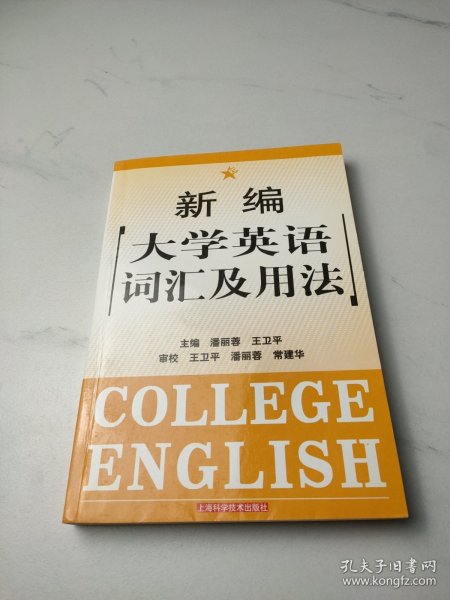 新编
大学英语
词汇及用法
主编 潘丽蓉 王卫平
审校 王卫平 潘丽蓉 常建华
COLLEGE
ENGLISH
上海科学技术出版社
孔夫子旧书网
www.kongfz.com